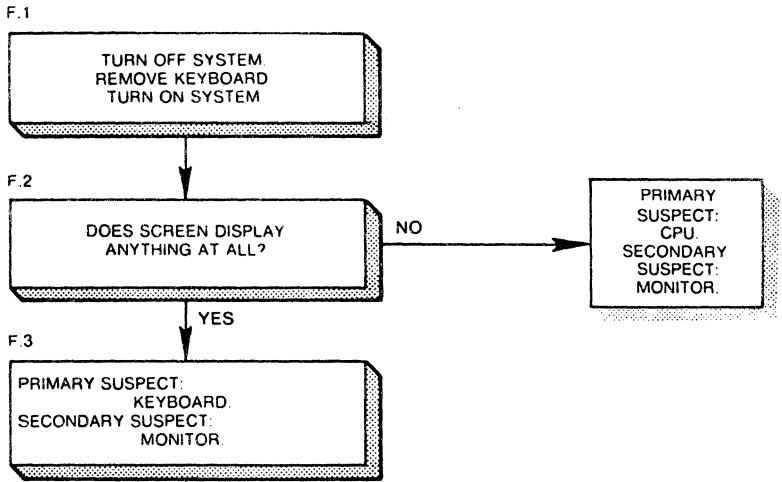 F.1
TURN OFF SYSTEM.
REMOVE KEYBOARD
TURN ON SYSTEM
F.2
DOES SCREEN DISPLAY
ANYTHING AT ALL?
NO
PRIMARY
SUSPECT:
CPU.
SECONDARY
SUSPECT:
MONITOR.
YES
F.3
PRIMARY SUSPECT:
KEYBOARD.
SECONDARY SUSPECT:
MONITOR.